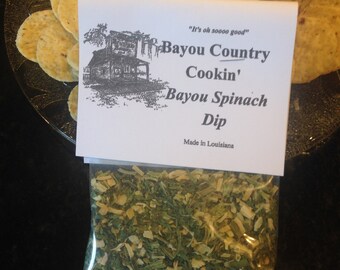 "It's oh soooo good"
Bayou Country
Cookin'
Bayou Spinach
Dip
Made In Louisiana